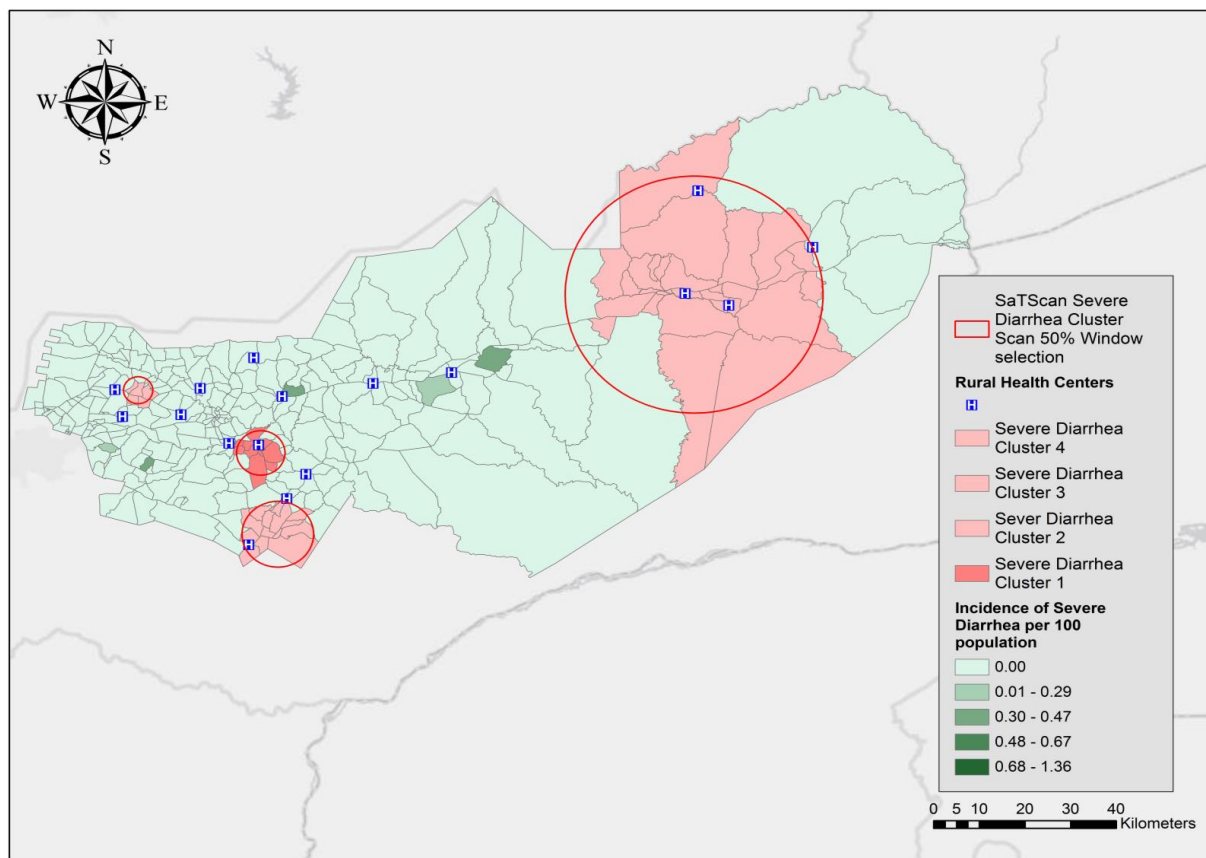 N
W
E
S
SaTScan Severe
Diarrhea Cluster
Scan 50% Window
selection
Rural Health Centers
H
Severe Diarrhea
Cluster 4
Severe Diarrhea
Cluster 3
Sever Diarrhea
Cluster 2
Severe Diarrhea
Cluster 1
Incidence of Severe
Diarrhea per 100
population
0.00
0.01 - 0.29
0.30 - 0.47
0.48 - 0.67
0.68 - 1.36
0 5 10 20 30 40
Kilometers